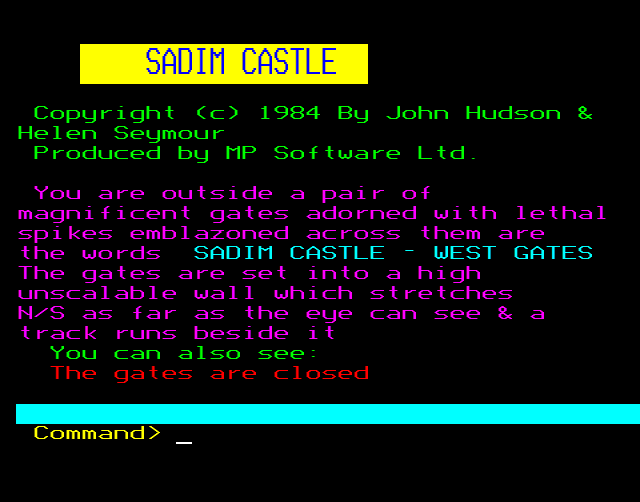 SADIM CASTLE
Copyright (c) 1984 By John Hudson &
Helen Seymour
Produced by MP Software Ltd.
You are outside a pair of
magnificent gates adorned with lethal
spikes emblazoned across them are
the words  SADIM CASTLE - WEST GATES
The gates are set into a high
unscalable wall which stretches
N/S as far as the eye can see & a
track runs beside it
You can also see:
The gates are closed
Command> _